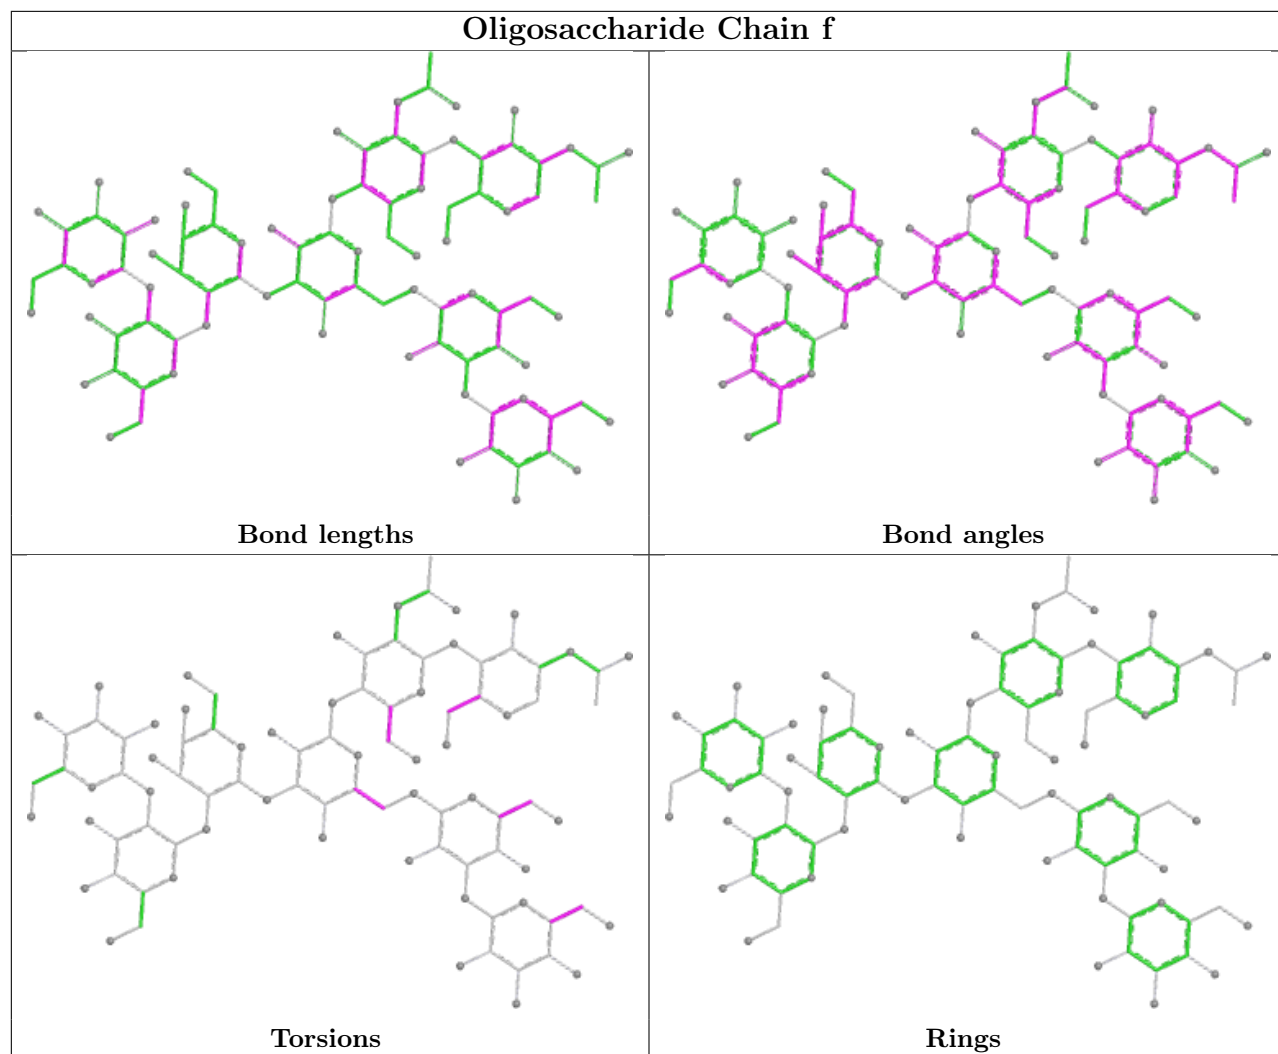 Oligosaccharide Chain f
Bond lengths
Bond angles
Torsions
Rings